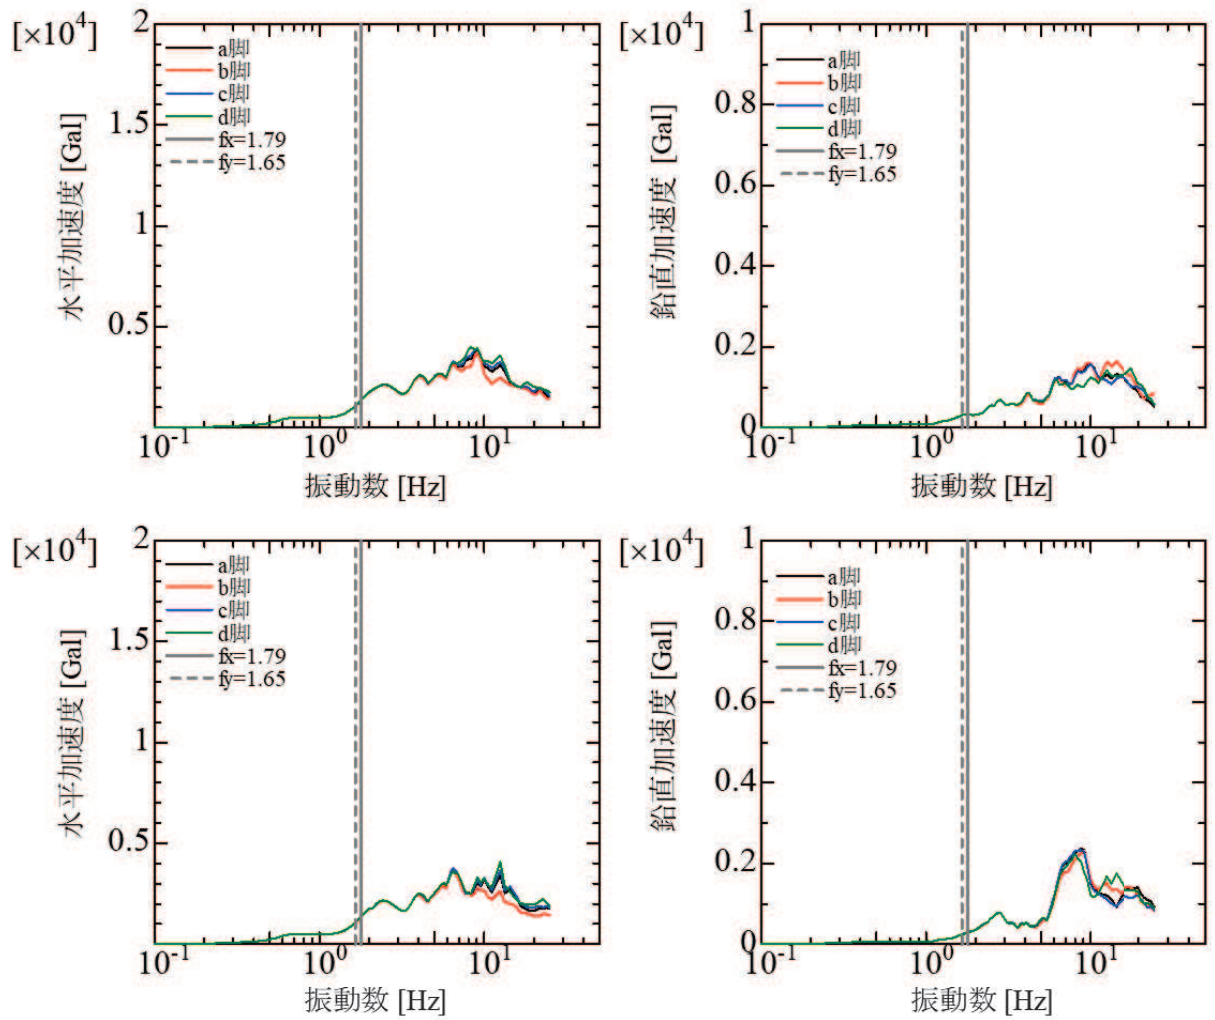 [×10⁴]
2
1.5
1
0.5
水平加速度 [Gal]
a脚
b脚
c脚
d脚
fx=1.79
fy=1.65
10⁻¹
10⁰
10¹
振動数 [Hz]
[×10⁴]
1
0.8
0.6
0.4
0.2
0
鉛直加速度 [Gal]
a脚
b脚
c脚
d脚
fx=1.79
fy=1.65
10⁻¹
10⁰
10¹
振動数 [Hz]
[×10⁴]
2
1.5
1
0.5
水平加速度 [Gal]
a脚
b脚
c脚
d脚
fx=1.79
fy=1.65
10⁻¹
10⁰
10¹
振動数 [Hz]
[×10⁴]
1
0.8
0.6
0.4
0.2
0
鉛直加速度 [Gal]
a脚
b脚
c脚
d脚
fx=1.79
fy=1.65
10⁻¹
10⁰
10¹
振動数 [Hz]